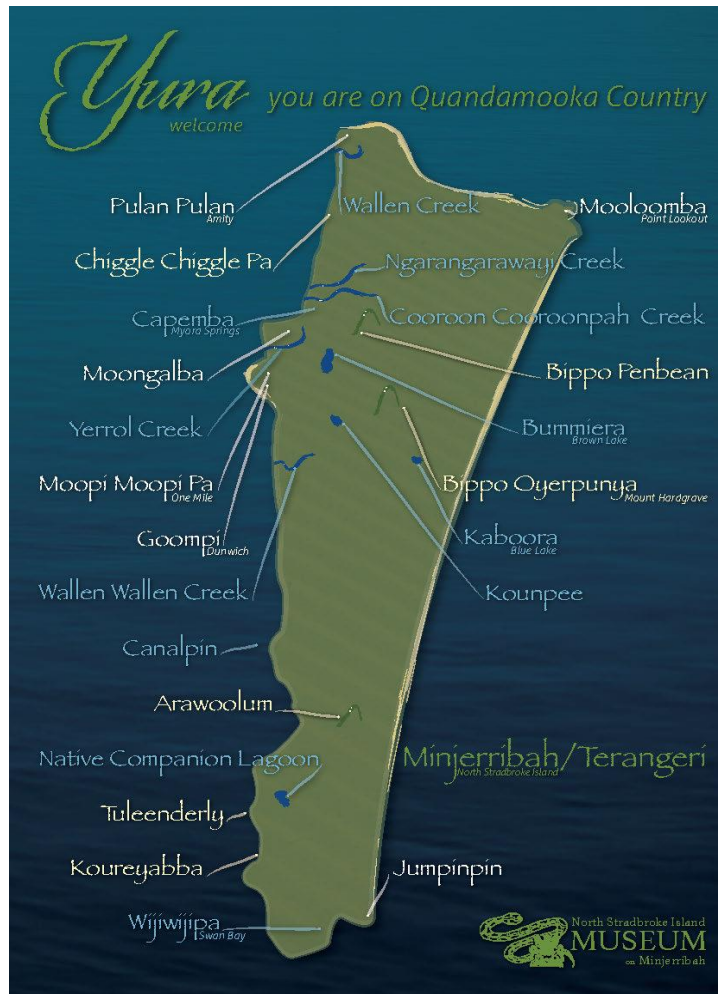 Yura
you are on Quandamooka Country
welcome
Pulan Pulan
Amity
Wallen Creek
Mooloomba
Point Lookout
Chiggle Chiggle Pa
Ngarangarawayi Creek
Capemba
Myora Springs
Cooroon Cooroonpah Creek
Moongalba
Bippo Penbean
Yerrol Creek
Bummiera
Brown Lake
Moopi Moopi Pa
One Mile
Bippo Oyerpunya
Mount Hardgrave
Goompi
Dunwich
Kaboora
Blue Lake
Wallen Wallen Creek
Kounpee
Canalpin
Arawoolum
Native Companion Lagoon
Minjerribah/Terangeri
North Stradbroke Island
Tuleenderly
Koureyabba
Jumpinpin
Wijiwijipa
Swan Bay
North Stradbroke Island
MUSEUM
on Minjerribah